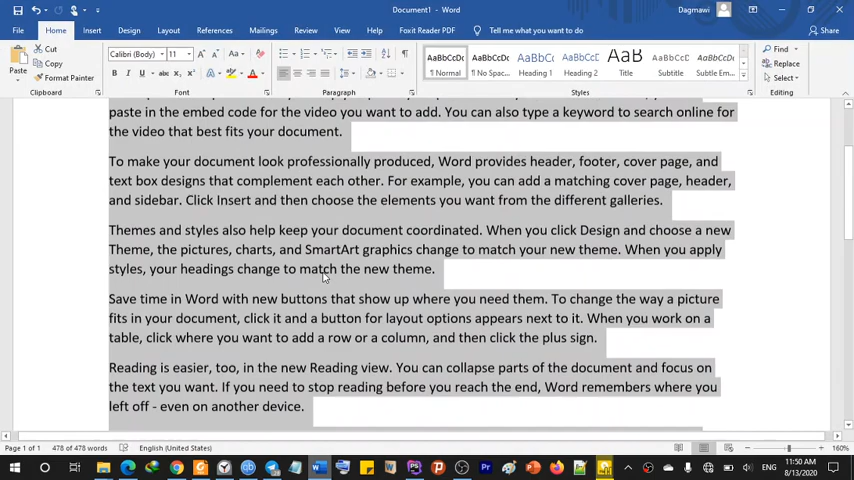 Document1 - Word
Dagmawi
File Home Insert Draw Design Layout References Mailings Review View Help Foxit Reader PDF Tell me what you want to do Share
Cut
Copy
Format Painter
Paste
Clipboard
Calibri (Body) 11
Font
Paragraph
AaBbCcDc AaBbCcDc AaBbCc AaBbCcD AaB AaBbCcD AaBbCcDc
¶ Normal ¶ No Spac... Heading 1 Heading 2 Title Subtitle Subtle Em...
Styles
Find
Replace
Select
Editing
paste in the embed code for the video you want to add. You can also type a keyword to search online for
the video that best fits your document.
To make your document look professionally produced, Word provides header, footer, cover page, and
text box designs that complement each other. For example, you can add a matching cover page, header,
and sidebar. Click Insert and then choose the elements you want from the different galleries.
Themes and styles also help keep your document coordinated. When you click Design and choose a new
Theme, the pictures, charts, and SmartArt graphics change to match your new theme. When you apply
styles, your headings change to match the new theme.
Save time in Word with new buttons that show up where you need them. To change the way a picture
fits in your document, click it and a button for layout options appears next to it. When you work on a
table, click where you want to add a row or a column, and then click the plus sign.
Reading is easier, too, in the new Reading view. You can collapse parts of the document and focus on
the text you want. If you need to stop reading before you reach the end, Word remembers where you
left off - even on another device.
Page 1 of 1 478 of 478 words English (United States) 160%
ENG
11:50 AM
8/13/2020